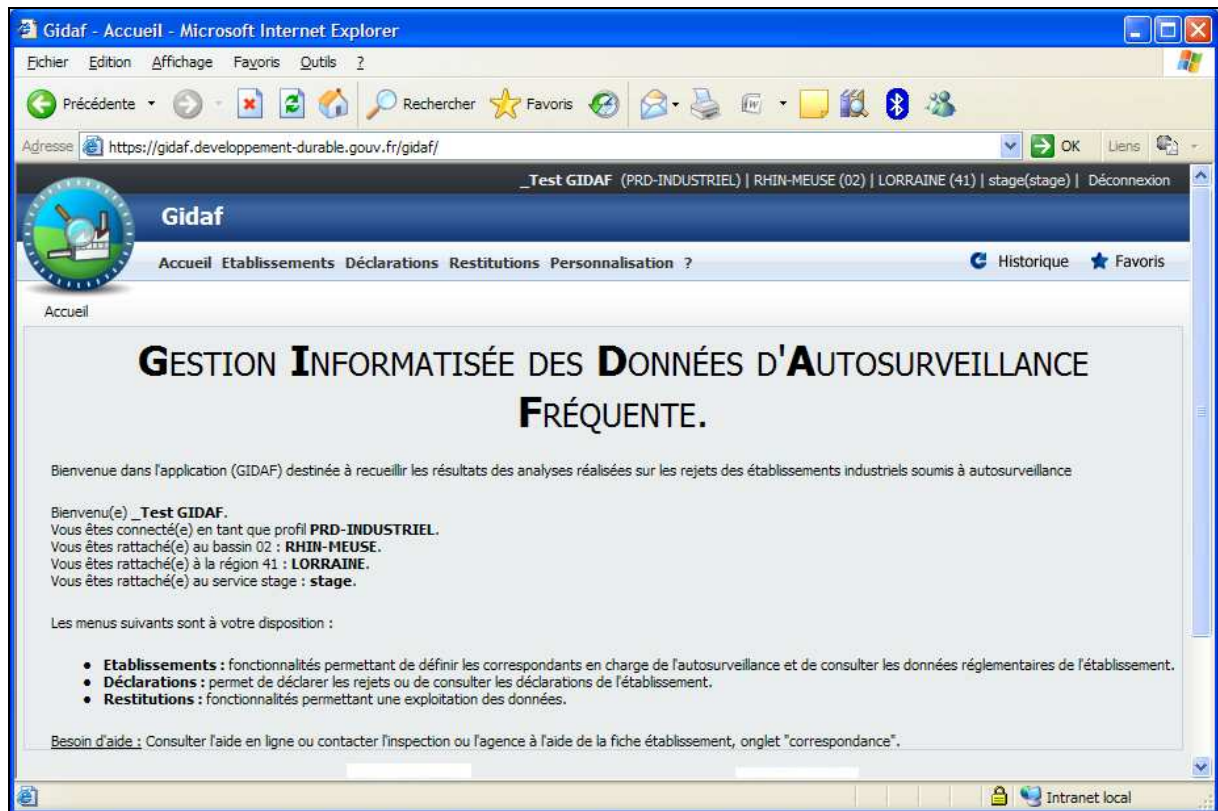 Gidaf - Accueil - Microsoft Internet Explorer
Fichier Edition Affichage Favoris Outils ?
Précédente Rechercher Favoris
Adresse https://gidaf.developpement-durable.gouv.fr/gidaf/ OK Liens
_Test GIDAF (PRD-INDUSTRIEL) | RHIN-MEUSE (02) | LORRAINE (41) | stage(stage) | Déconnexion
Gidaf
Accueil Etablissements Déclarations Restitutions Personnalisation ? Historique Favoris
Accueil
GESTION INFORMATISÉE DES DONNÉES D'AUTOSURVEILLANCE
FRÉQUENTE.
Bienvenue dans l'application (GIDAF) destinée à recueillir les résultats des analyses réalisées sur les rejets des établissements industriels soumis à autosurveillance
Bienvenu(e) _Test GIDAF.
Vous êtes connecté(e) en tant que profil PRD-INDUSTRIEL.
Vous êtes rattaché(e) au bassin 02 : RHIN-MEUSE.
Vous êtes rattaché(e) à la région 41 : LORRAINE.
Vous êtes rattaché(e) au service stage : stage.
Les menus suivants sont à votre disposition :
• Etablissements : fonctionnalités permettant de définir les correspondants en charge de l'autosurveillance et de consulter les données réglementaires de l'établissement.
• Déclarations : permet de déclarer les rejets ou de consulter les déclarations de l'établissement.
• Restitutions : fonctionnalités permettant une exploitation des données.
Besoin d'aide : Consulter l'aide en ligne ou contacter l'inspection ou l'agence à l'aide de la fiche établissement, onglet "correspondance".
Intranet local